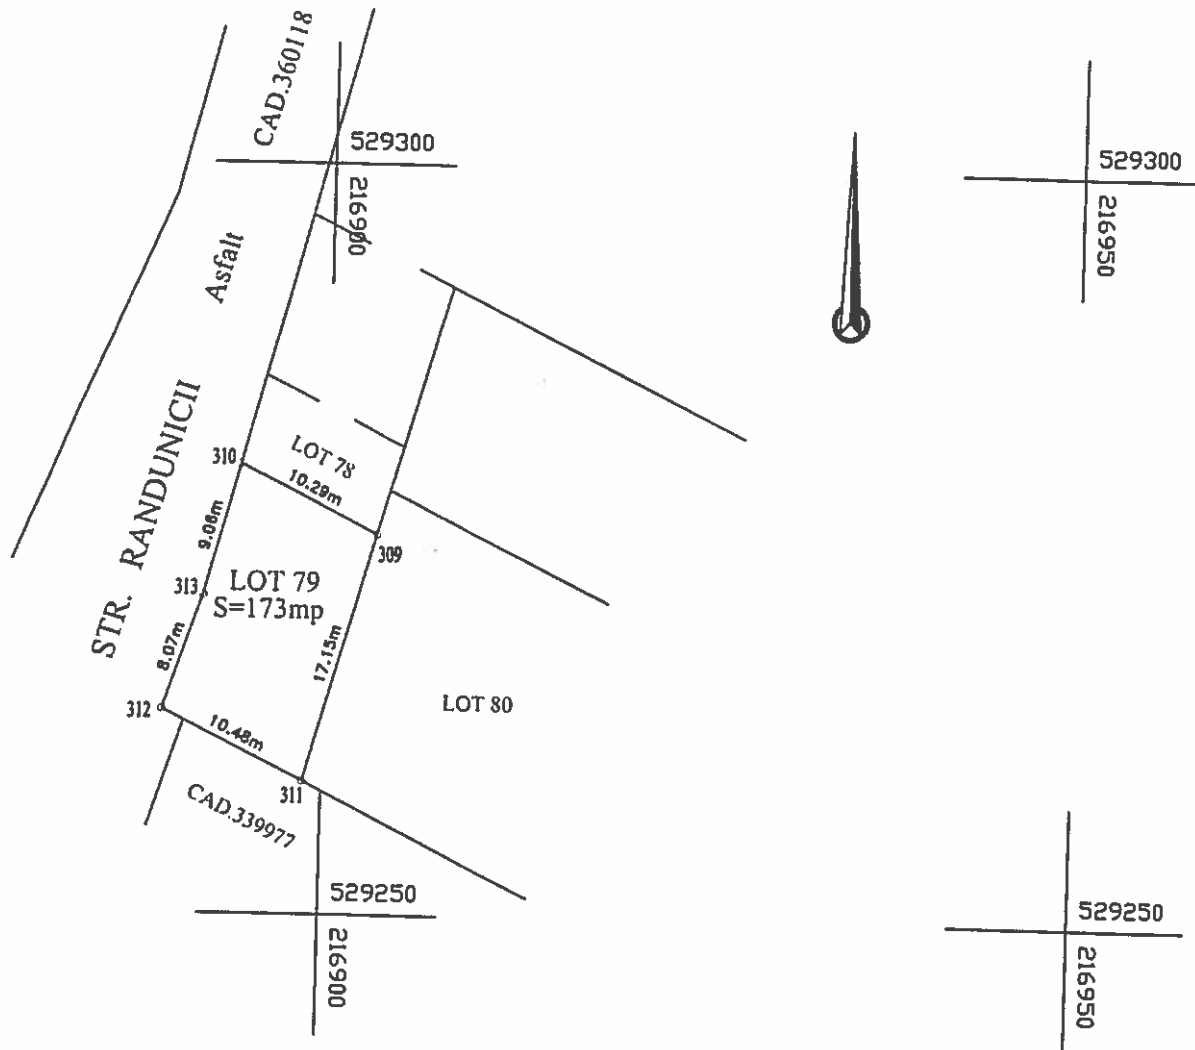 CAD.360118
529300
216900
529300
216950
Asfalt
STR. RANDUNICII
LOT 78
310
10.29m
309
9.06m
313
LOT 79
S=173mp
8.07m
17.15m
312
10.48m
LOT 80
311
CAD.339977
529250
216900
529250
216950